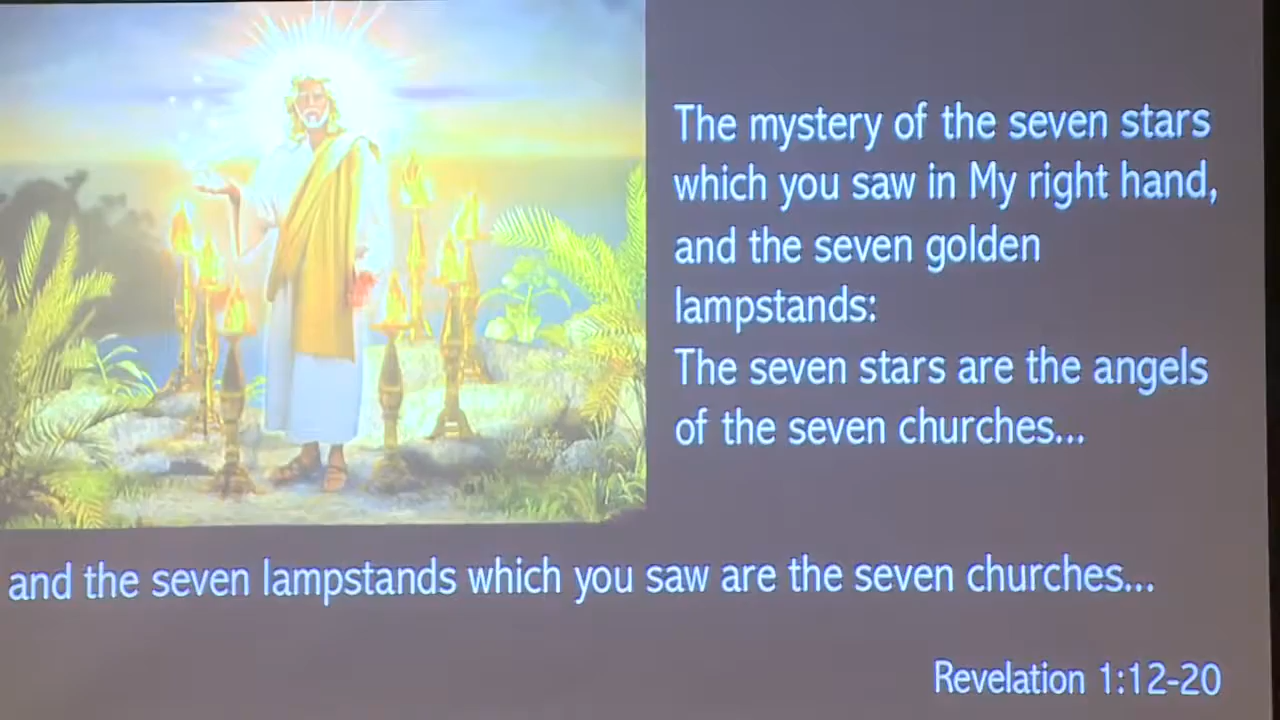 The mystery of the seven stars
which you saw in My right hand,
and the seven golden
lampstands:
The seven stars are the angels
of the seven churches...
and the seven lampstands which you saw are the seven churches...
Revelation 1:12-20